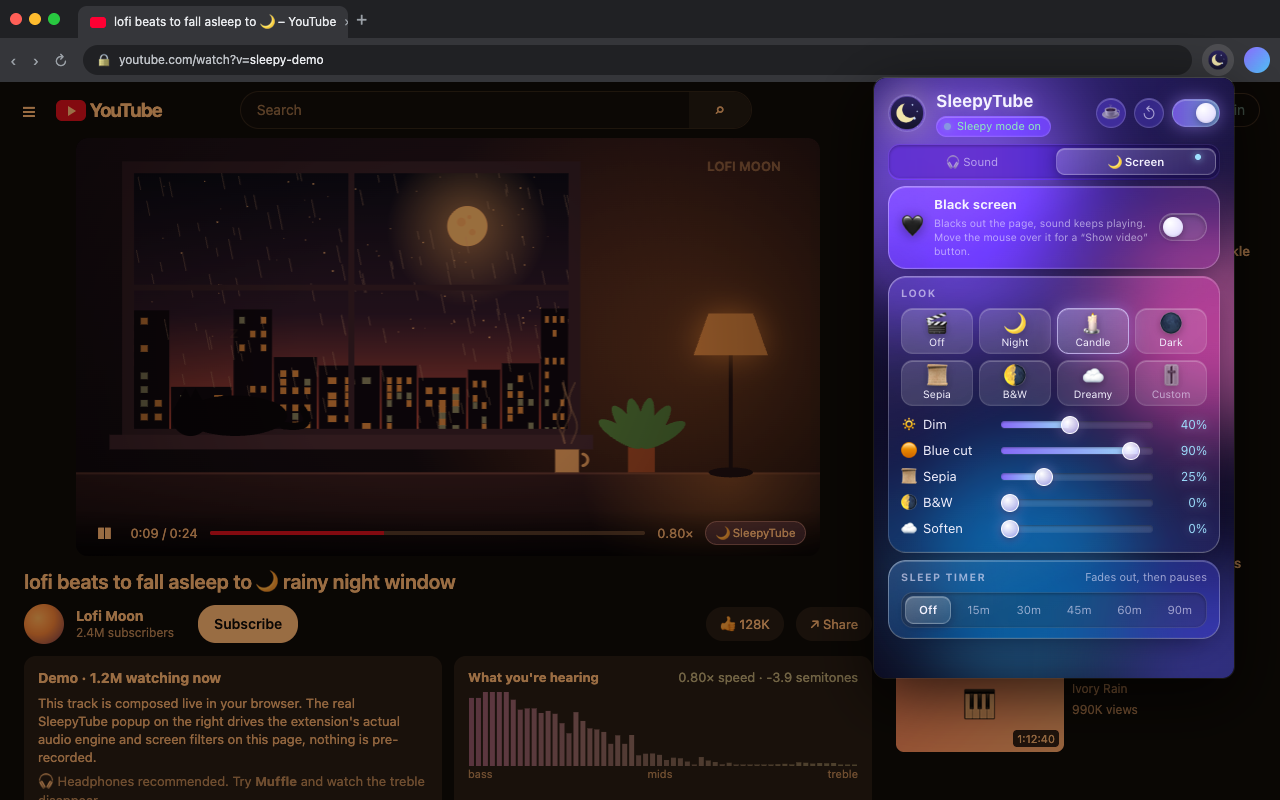 lofi beats to fall asleep to 🌙 – YouTube
youtube.com/watch?v=sleepy-demo
YouTube
Search
in
LOFI MOON
0:09 / 0:24
0.80×
🌙 SleepyTube
lofi beats to fall asleep to 🌙 rainy night window
Lofi Moon
2.4M subscribers
Subscribe
👍 128K
↗ Share
Demo · 1.2M watching now
This track is composed live in your browser. The real
SleepyTube popup on the right drives the extension's actual
audio engine and screen filters on this page, nothing is pre-
recorded.
🎧 Headphones recommended. Try Muffle and watch the treble
disappear
What you're hearing
0.80× speed · -3.9 semitones
bass
mids
treble
SleepyTube
Sleepy mode on
🎧 Sound
🌙 Screen
Black screen
Blacks out the page, sound keeps playing.
Move the mouse over it for a “Show video”
button.
LOOK
Off
Night
Candle
Dark
Sepia
B&W
Dreamy
Custom
Dim 40%
Blue cut 90%
Sepia 25%
B&W 0%
Soften 0%
SLEEP TIMER
Fades out, then pauses
Off
15m
30m
45m
60m
90m
kle
s
Ivory Rain
990K views
1:12:40